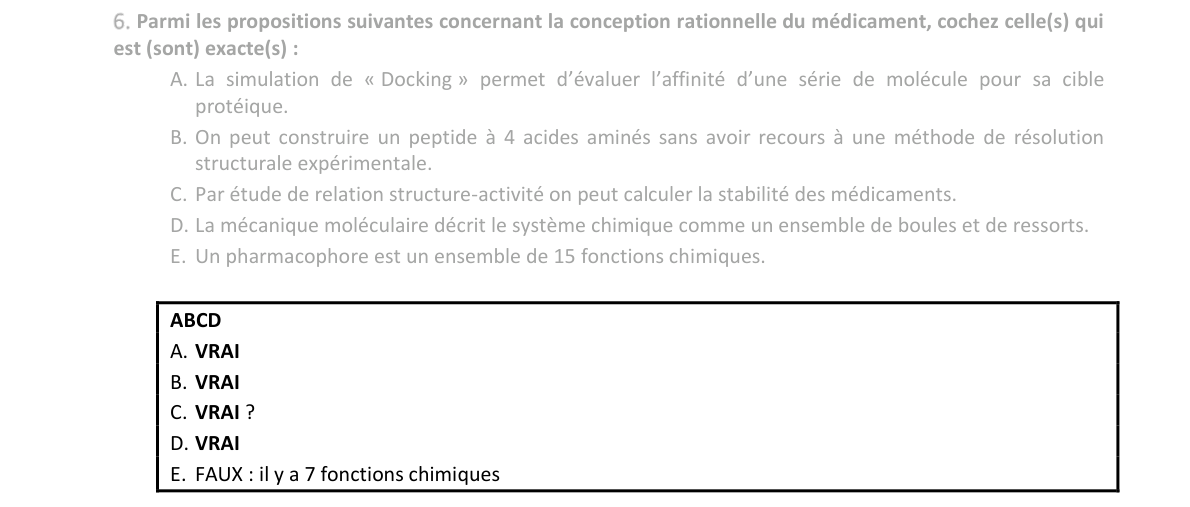 6. Parmi les propositions suivantes concernant la conception rationnelle du médicament, cochez celle(s) qui
est (sont) exacte(s) :
A. La simulation de « Docking » permet d’évaluer l’affinité d’une série de molécule pour sa cible
protéique.
B. On peut construire un peptide à 4 acides aminés sans avoir recours à une méthode de résolution
structurale expérimentale.
C. Par étude de relation structure-activité on peut calculer la stabilité des médicaments.
D. La mécanique moléculaire décrit le système chimique comme un ensemble de boules et de ressorts.
E. Un pharmacophore est un ensemble de 15 fonctions chimiques.
ABCD
A. VRAI
B. VRAI
C. VRAI ?
D. VRAI
E. FAUX : il y a 7 fonctions chimiques